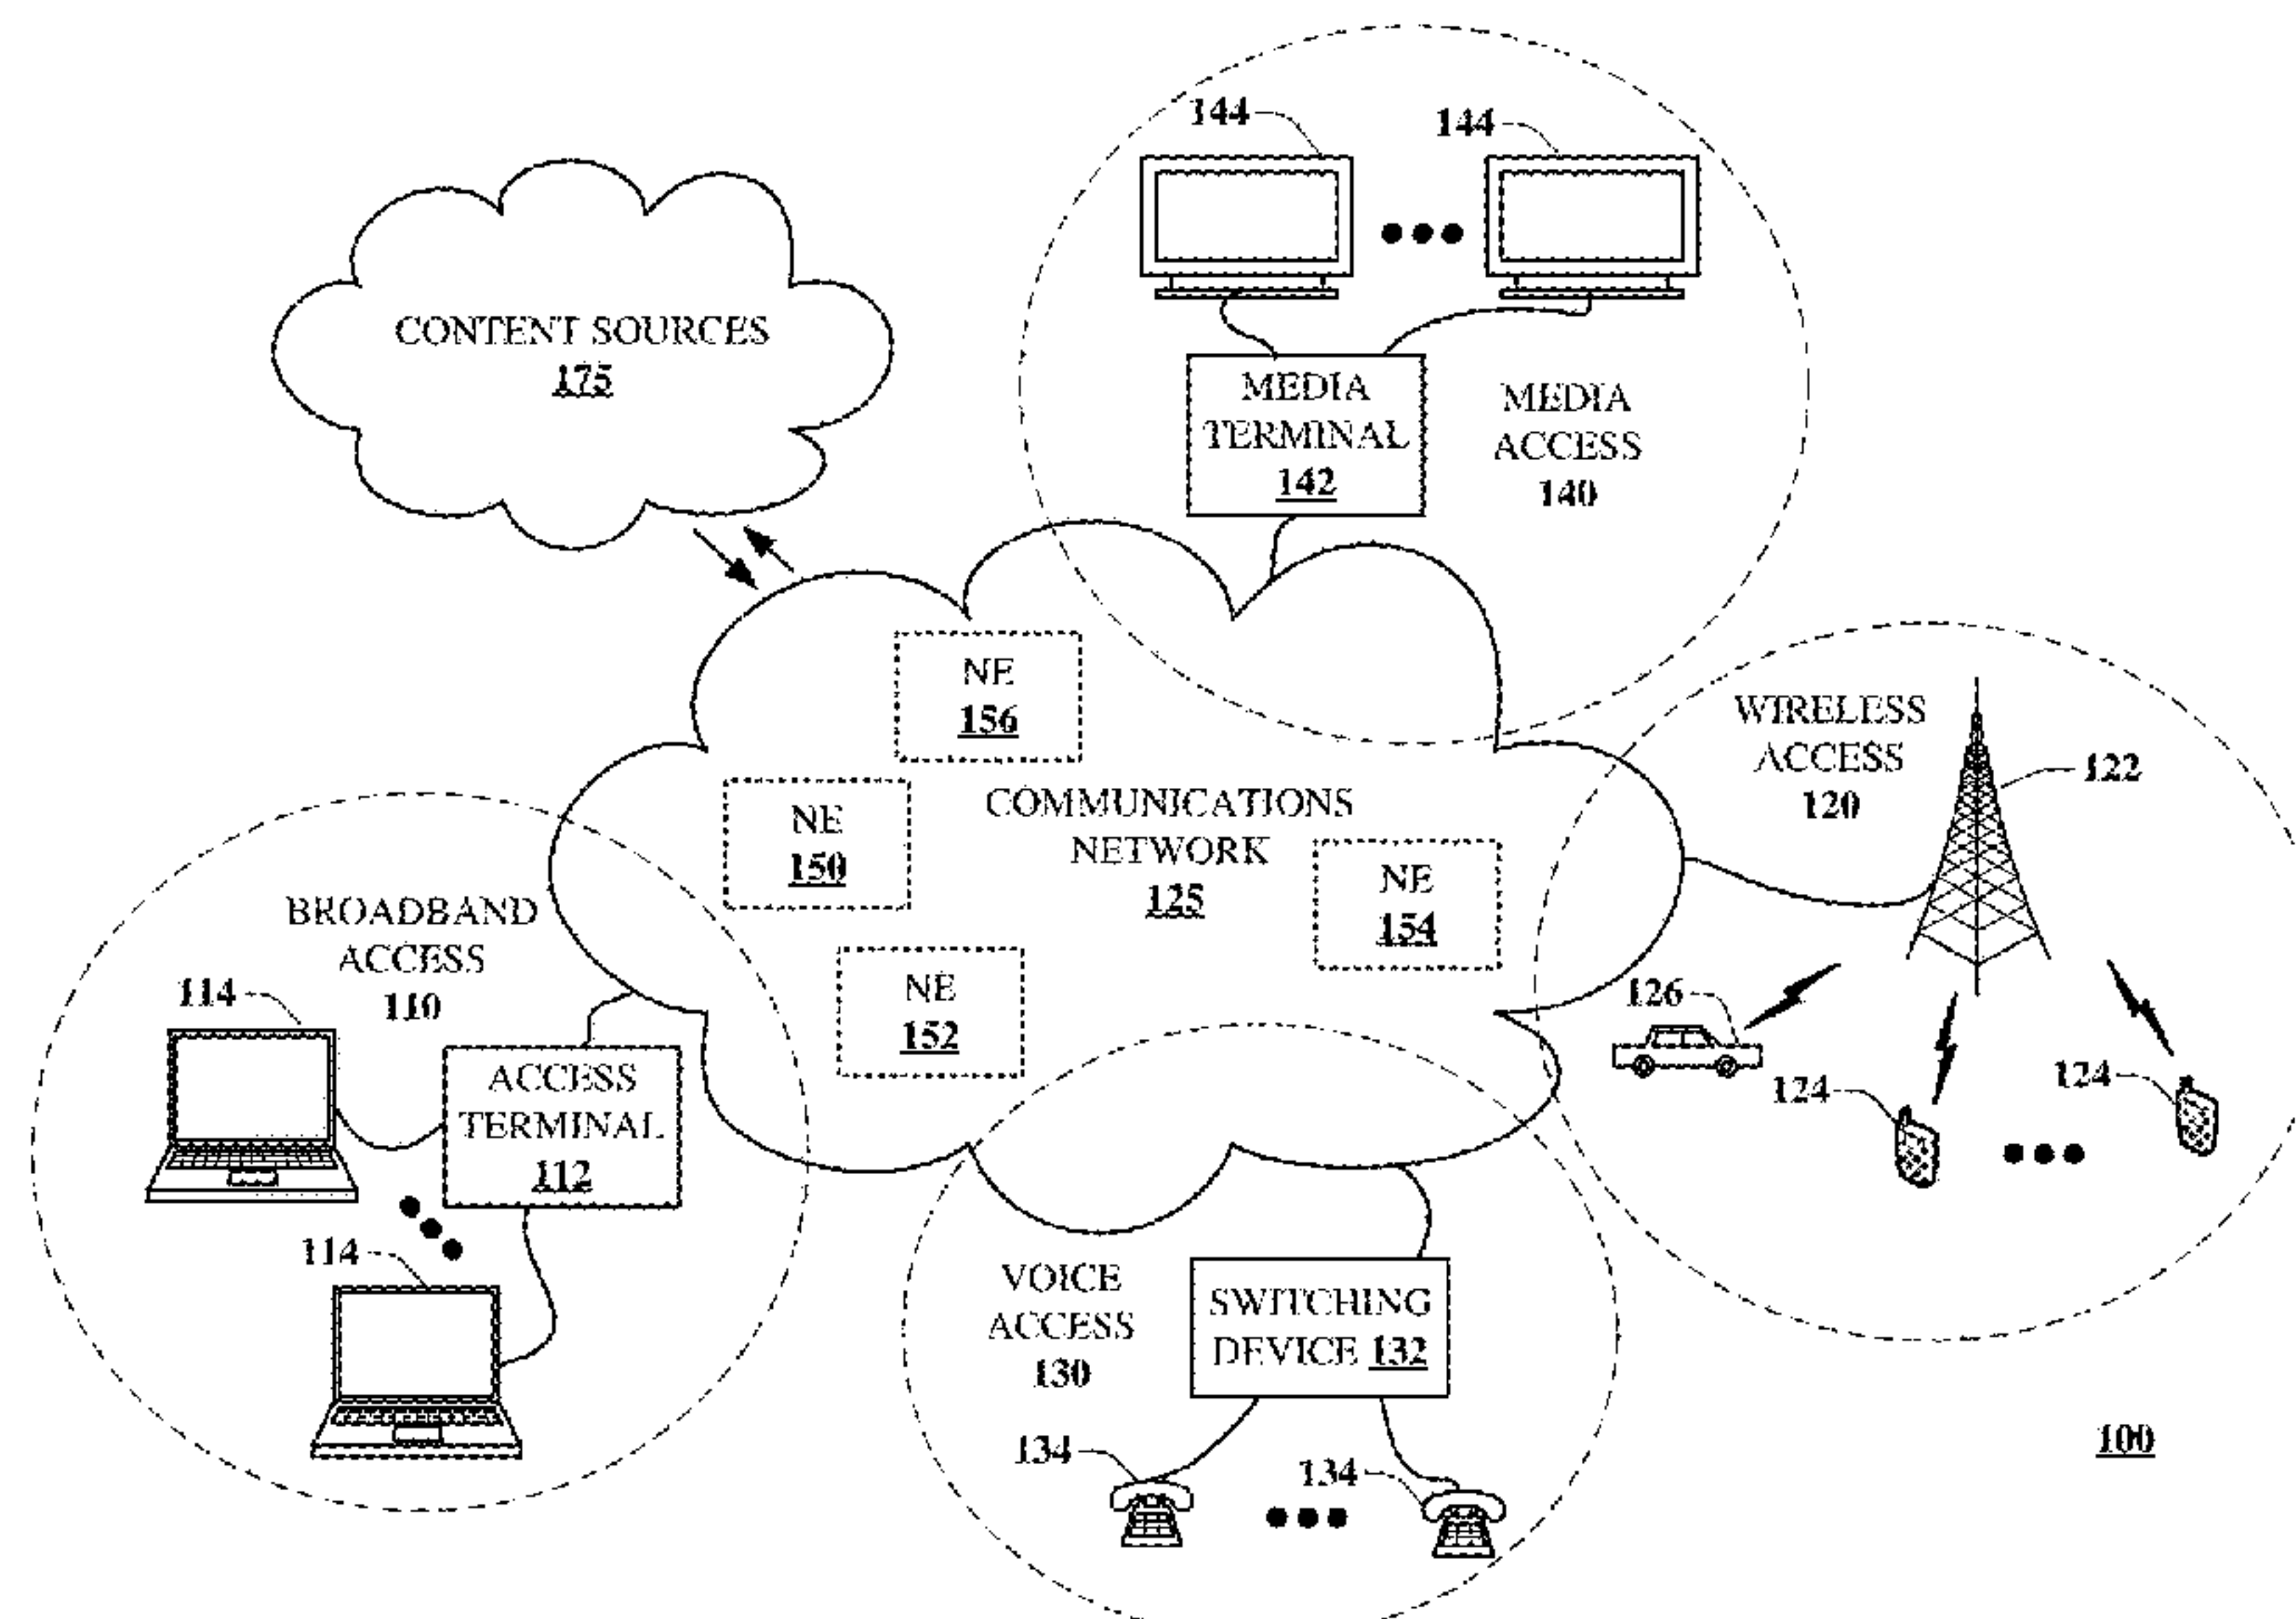 144
144
CONTENT SOURCES
175
MEDIA
TERMINAL
142
MEDIA
ACCESS
140
NE
156
WIRELESS
ACCESS
120
122
NE
150
COMMUNICATIONS
NETWORK
125
NE
154
BROADBAND
ACCESS
110
114
NE
152
126
124
124
ACCESS
TERMINAL
112
114
VOICE
ACCESS
130
SWITCHING
DEVICE 132
134
134
100